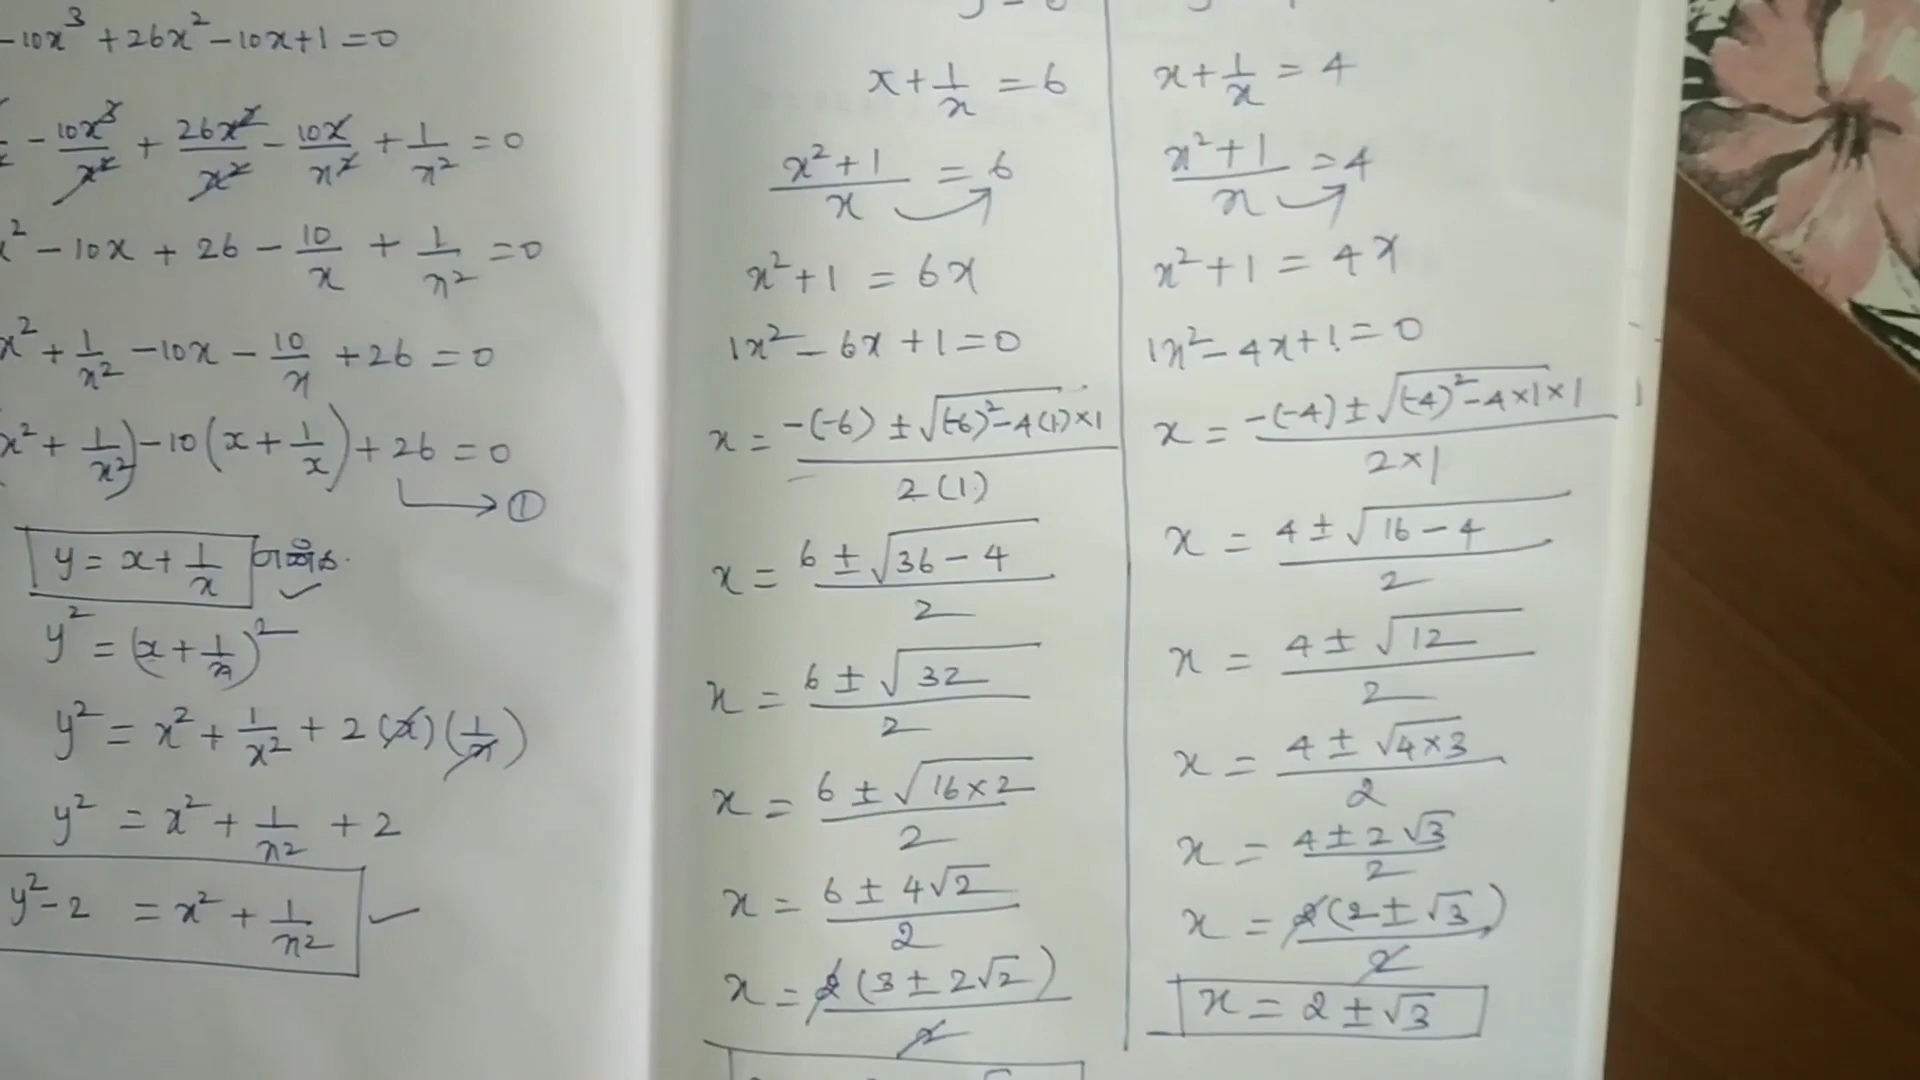 -10x³ + 26x² - 10x + 1 = 0
- 10x³/x² + 26x²/x² - 10x/x² + 1/x² = 0
x² - 10x + 26 - 10/x + 1/x² = 0
x² + 1/x² - 10x - 10/x + 26 = 0
(x² + 1/x²) - 10(x + 1/x) + 26 = 0
→ ①
y = x + 1/x
y² = (x + 1/x)²
y² = x² + 1/x² + 2(x)(1/x)
y² = x² + 1/x² + 2
y² - 2 = x² + 1/x²
x + 1/x = 6
(x² + 1)/x = 6
x² + 1 = 6x
1x² - 6x + 1 = 0
x = (-(-6) ± √((-6)² - 4(1)×1))/2(1)
x = (6 ± √(36 - 4))/2
x = (6 ± √32)/2
x = (6 ± √(16×2))/2
x = (6 ± 4√2)/2
x = 2(3 ± 2√2)/2
x + 1/x = 4
(x² + 1)/x = 4
x² + 1 = 4x
1x² - 4x + 1 = 0
x = (-(-4) ± √((-4)² - 4×1×1))/(2×1)
x = (4 ± √(16 - 4))/2
x = (4 ± √12)/2
x = (4 ± √(4×3))/2
x = (4 ± 2√3)/2
x = 2(2 ± √3)/2
x = 2 ± √3